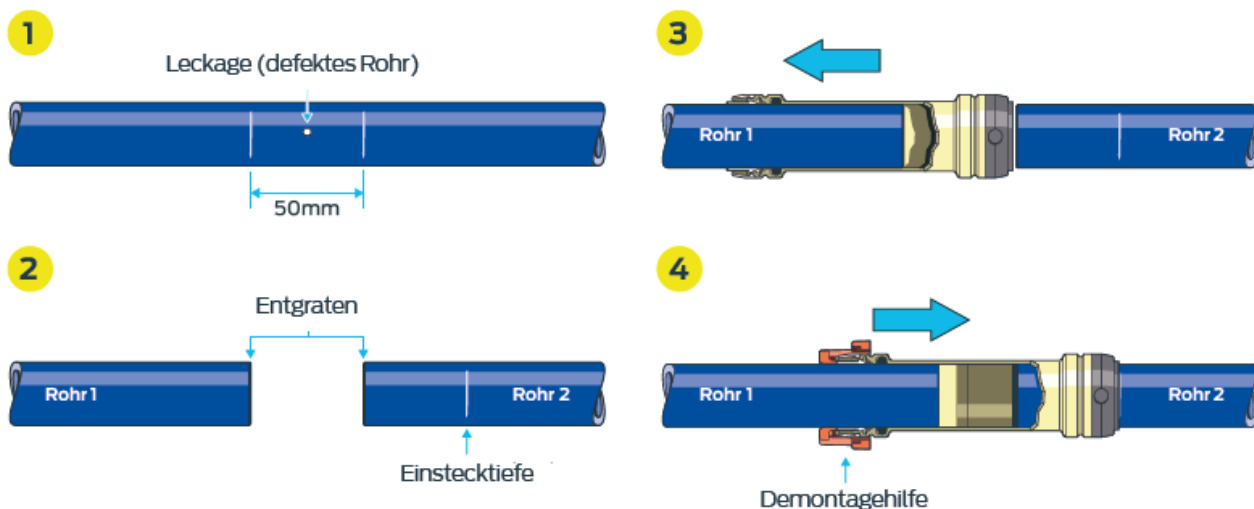 1
Leckage (defektes Rohr)
50mm
2
Entgraten
Rohr 1
Rohr 2
Einstecktiefe
3
Rohr 1
Rohr 2
4
Rohr 1
Rohr 2
Demontagehilfe